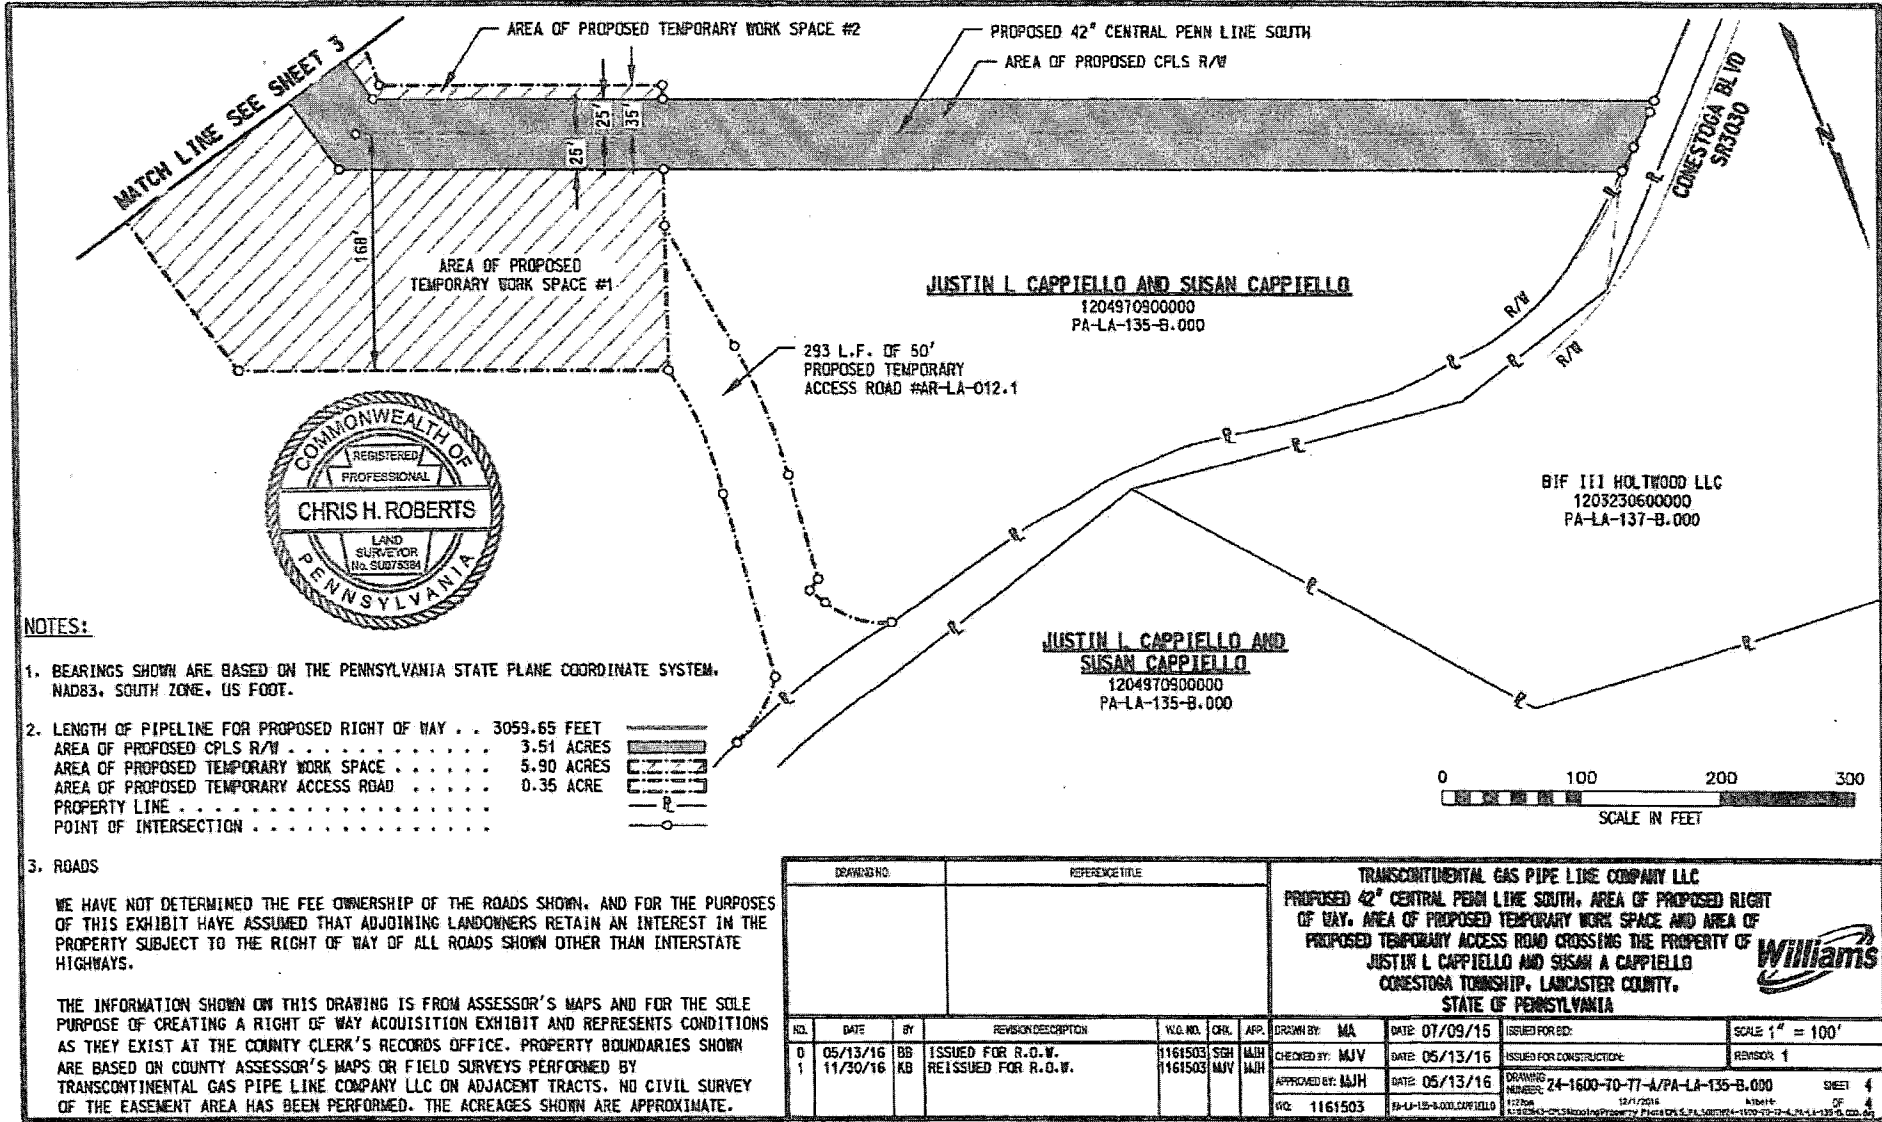 AREA OF PROPOSED TEMPORARY WORK SPACE #2
PROPOSED 42" CENTRAL PENN LINE SOUTH
AREA OF PROPOSED CPLS R/W
MATCH LINE SEE SHEET 3
CONESTOGA BLVD
SR3030
N
25'
35'
25'
168'
AREA OF PROPOSED
TEMPORARY WORK SPACE #1
JUSTIN L CAPPIELLO AND SUSAN CAPPIELLO
1204970900000
PA-LA-135-B.000
R/W
R/W
293 L.F. OF 50'
PROPOSED TEMPORARY
ACCESS ROAD #AR-LA-012.1
COMMONWEALTH OF
REGISTERED
PROFESSIONAL
CHRIS H. ROBERTS
LAND
SURVEYOR
No. SU075384
PENNSYLVANIA
BIF III HOLTWOOD LLC
1203230600000
PA-LA-137-B.000
JUSTIN L CAPPIELLO AND
SUSAN CAPPIELLO
1204970900000
PA-LA-135-B.000
NOTES:
1. BEARINGS SHOWN ARE BASED ON THE PENNSYLVANIA STATE PLANE COORDINATE SYSTEM.
NAD83. SOUTH ZONE. US FOOT.
2. LENGTH OF PIPELINE FOR PROPOSED RIGHT OF WAY . . 3059.65 FEET
AREA OF PROPOSED CPLS R/W . . . . . . . . . . . . 3.51 ACRES
AREA OF PROPOSED TEMPORARY WORK SPACE . . . . . . 5.90 ACRES
AREA OF PROPOSED TEMPORARY ACCESS ROAD . . . . . 0.35 ACRE
PROPERTY LINE . . . . . . . . . . . . . . . . . .
POINT OF INTERSECTION . . . . . . . . . . . . . .
0 100 200 300
SCALE IN FEET
3. ROADS
WE HAVE NOT DETERMINED THE FEE OWNERSHIP OF THE ROADS SHOWN. AND FOR THE PURPOSES
OF THIS EXHIBIT HAVE ASSUMED THAT ADJOINING LANDOWNERS RETAIN AN INTEREST IN THE
PROPERTY SUBJECT TO THE RIGHT OF WAY OF ALL ROADS SHOWN OTHER THAN INTERSTATE
HIGHWAYS.
THE INFORMATION SHOWN ON THIS DRAWING IS FROM ASSESSOR'S MAPS AND FOR THE SOLE
PURPOSE OF CREATING A RIGHT OF WAY ACQUISITION EXHIBIT AND REPRESENTS CONDITIONS
AS THEY EXIST AT THE COUNTY CLERK'S RECORDS OFFICE. PROPERTY BOUNDARIES SHOWN
ARE BASED ON COUNTY ASSESSOR'S MAPS OR FIELD SURVEYS PERFORMED BY
TRANSCONTINENTAL GAS PIPE LINE COMPANY LLC ON ADJACENT TRACTS. NO CIVIL SURVEY
OF THE EASEMENT AREA HAS BEEN PERFORMED. THE ACREAGES SHOWN ARE APPROXIMATE.
DRAWING NO. REFERENCE TITLE
NO. DATE BY REVISION DESCRIPTION W.O. NO. CHK. APP.
0 05/13/16 BB ISSUED FOR R.O.W. 1161503 SGH MJH
1 11/30/16 KB REISSUED FOR R.O.W. 1161503 MJV MJH
TRANSCONTINENTAL GAS PIPE LINE COMPANY LLC
PROPOSED 42" CENTRAL PENN LINE SOUTH. AREA OF PROPOSED RIGHT
OF WAY. AREA OF PROPOSED TEMPORARY WORK SPACE AND AREA OF
PROPOSED TEMPORARY ACCESS ROAD CROSSING THE PROPERTY OF
JUSTIN L CAPPIELLO AND SUSAN A CAPPIELLO
CONESTOGA TOWNSHIP. LANCASTER COUNTY.
STATE OF PENNSYLVANIA
Williams
DRAWN BY: MA DATE: 07/09/15 ISSUED FOR BID: SCALE: 1" = 100'
CHECKED BY: MJV DATE: 05/13/16 ISSUED FOR CONSTRUCTION: REVISION: 1
APPROVED BY: MJH DATE: 05/13/16 DRAWING NUMBER: 24-1600-70-77-A/PA-LA-135-B.000 SHEET 4
WO: 1161503 PA-LA-135-B.000_CAPPIELLO 12/1/2016 OF 4